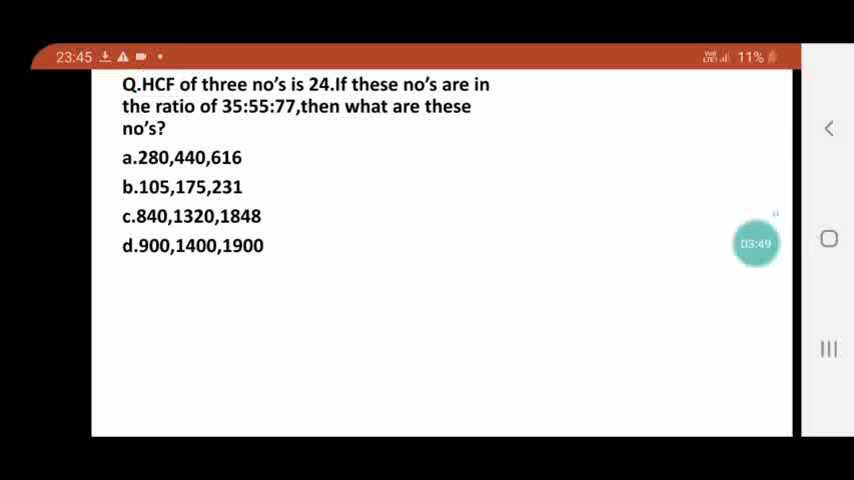 23:45
11%
Q.HCF of three no's is 24.If these no's are in
the ratio of 35:55:77,then what are these
no's?
a.280,440,616
b.105,175,231
c.840,1320,1848
d.900,1400,1900
03:49